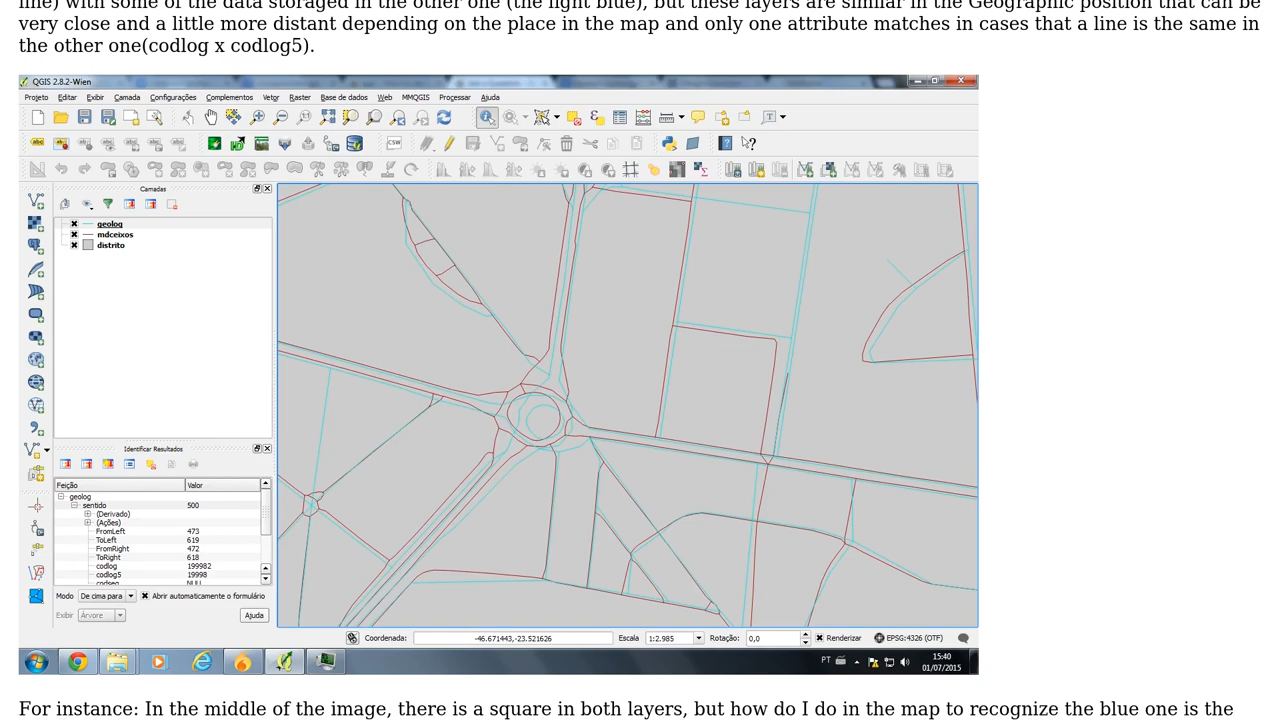 line) with some of the data storaged in the other one (the light blue), but these layers are similar in the Geographic position that can be
very close and a little more distant depending on the place in the map and only one attribute matches in cases that a line is the same in
the other one(codlog x codlog5).
QGIS 2.8.2-Wien
Projeto Editar Exibir Camada Configurações Complementos Vetor Raster Base de dados Web MMQGIS Processar Ajuda
CSW
Camadas
geolog
mdceixos
distrito
Identificar Resultados
Feição Valor
geolog
sentido 500
(Derivado)
(Ações)
FromLeft 473
ToLeft 619
FromRight 472
ToRight 618
codlog 199982
codlog5 19998
codseg NULL
Modo De cima para Abrir automaticamente o formulário
Exibir Árvore Ajuda
Coordenada: -46.671443,-23.521626 Escala 1:2.985 Rotação: 0,0 Renderizar EPSG:4326 (OTF)
PT 15:40
01/07/2015
For instance: In the middle of the image, there is a square in both layers, but how do I do in the map to recognize the blue one is the